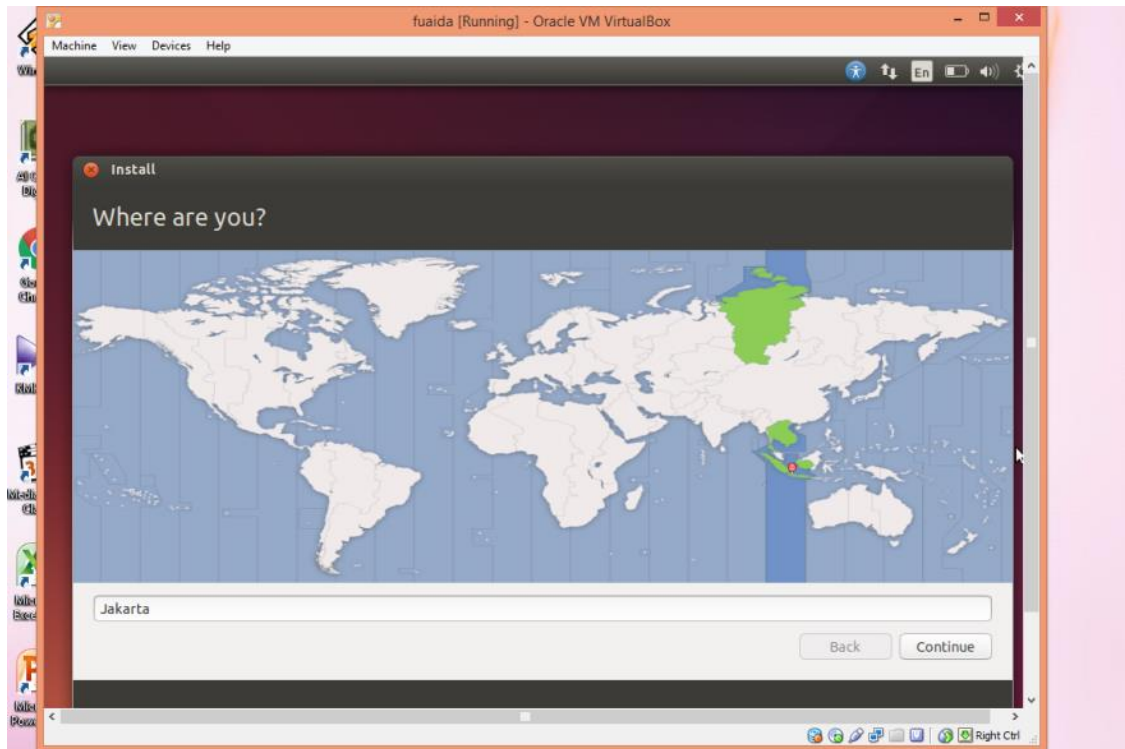 fuaida [Running] - Oracle VM VirtualBox
Machine View Devices Help
En
Install
Where are you?
Jakarta
Back Continue
Right Ctrl